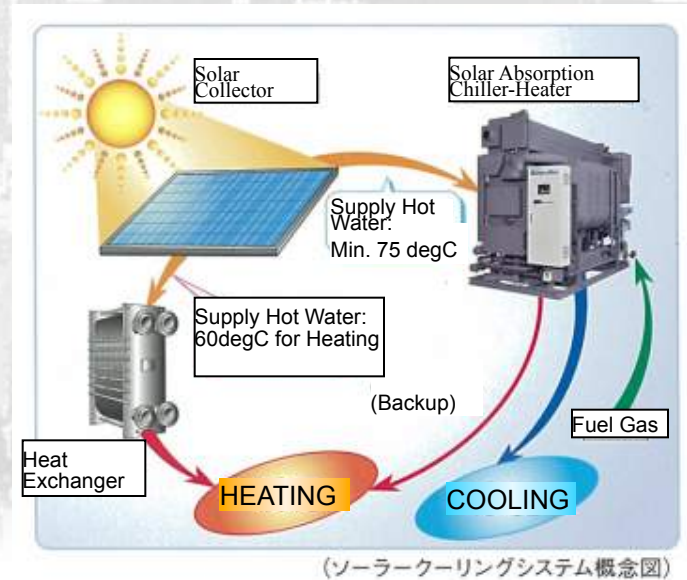 Solar
Collector
Solar Absorption
Chiller-Heater
Supply Hot
Water:
Min. 75 degC
Supply Hot Water:
60degC for Heating
(Backup)
Fuel Gas
Heat
Exchanger
HEATING
COOLING
(ソーラークーリングシステム概念図)